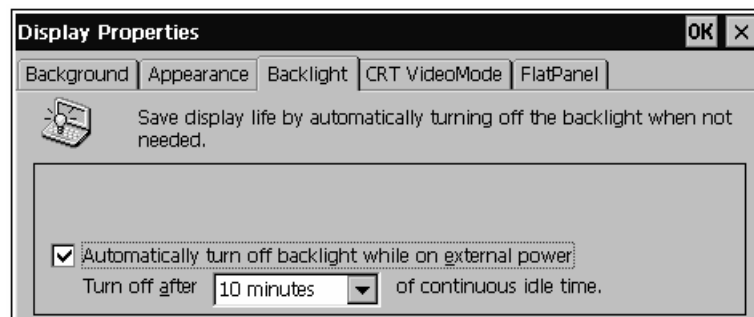 Display Properties OK ×
Background Appearance Backlight CRT VideoMode FlatPanel
Save display life by automatically turning off the backlight when not
needed.
Automatically turn off backlight while on external power
Turn off after 10 minutes of continuous idle time.